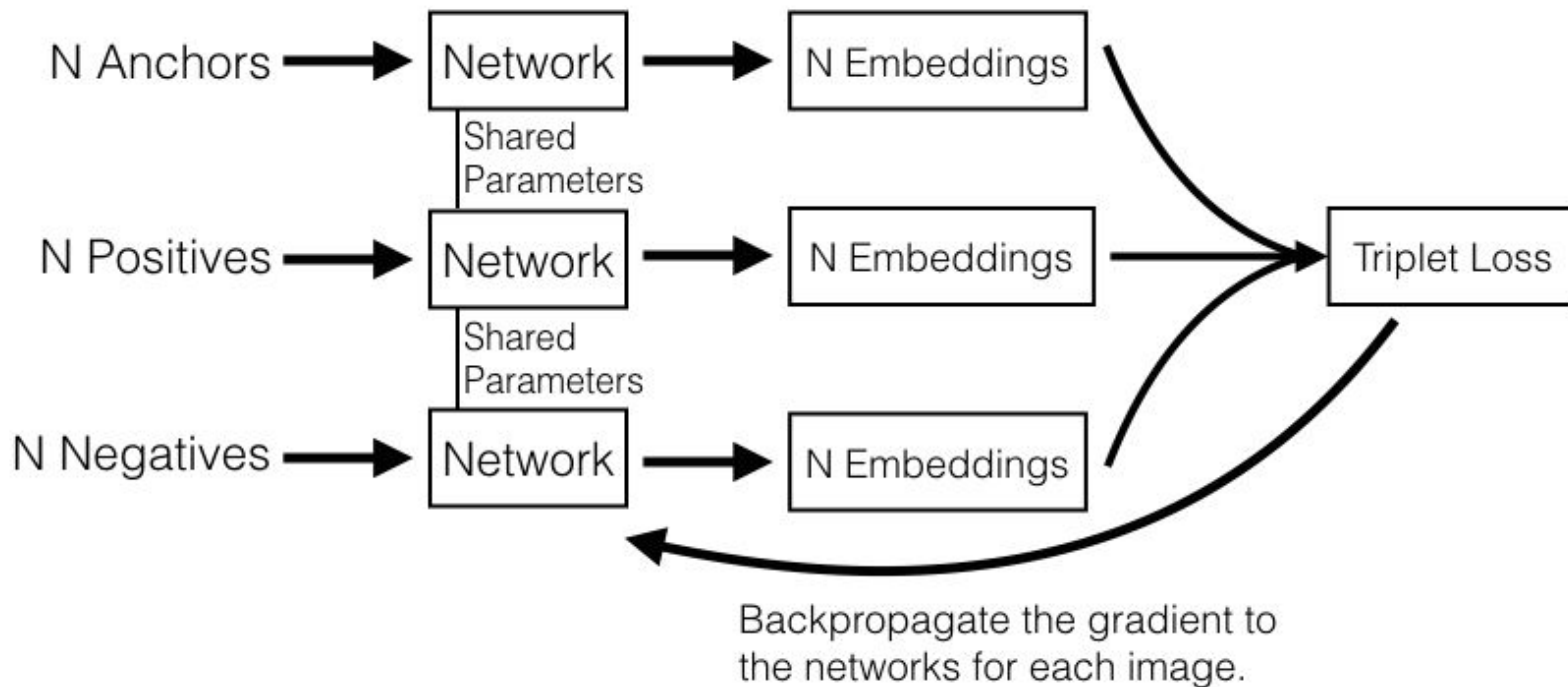 N Anchors
Network
N Embeddings
Shared
Parameters
N Positives
Network
N Embeddings
Triplet Loss
Shared
Parameters
N Negatives
Network
N Embeddings
Backpropagate the gradient to
the networks for each image.